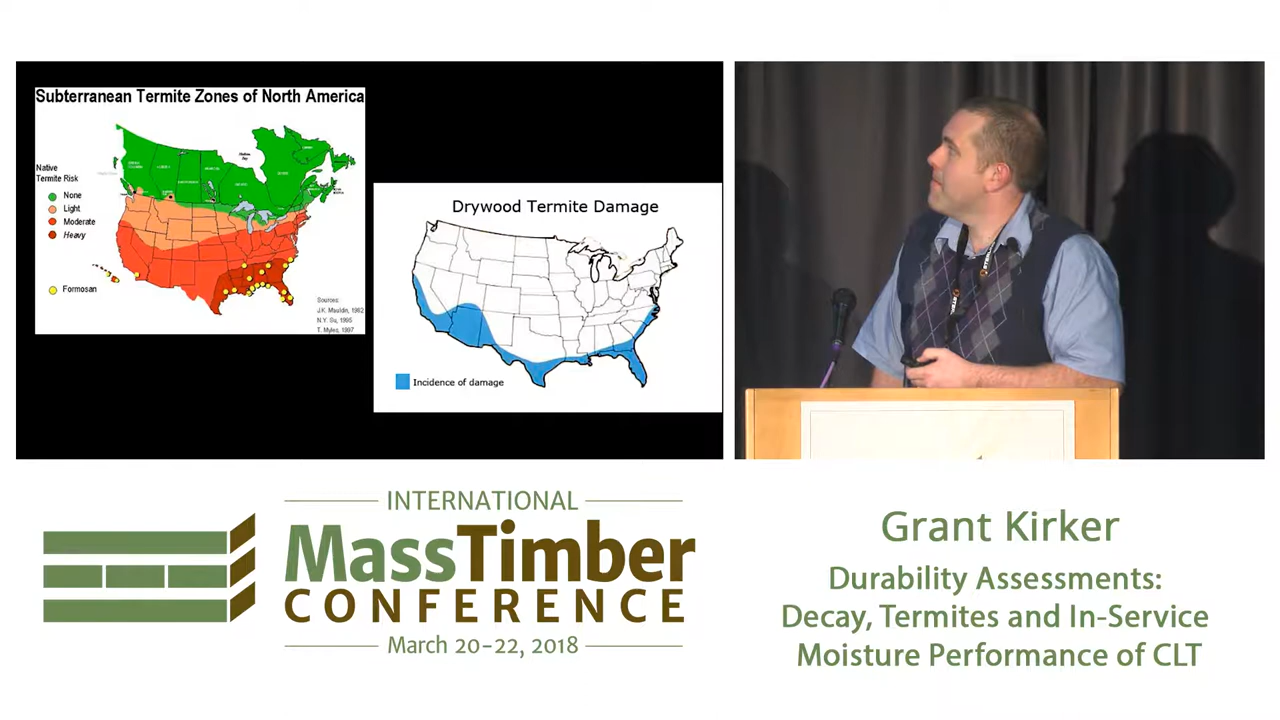 Subterranean Termite Zones of North America
Native
Termite Risk
None
Light
Moderate
Heavy
Formosan
Sources:
J.K. Mauldin, 1982
N.Y. Su, 1995
T. Myles, 1997
Drywood Termite Damage
Incidence of damage
INTERNATIONAL
MassTimber
CONFERENCE
March 20-22, 2018
Grant Kirker
Durability Assessments:
Decay, Termites and In-Service
Moisture Performance of CLT